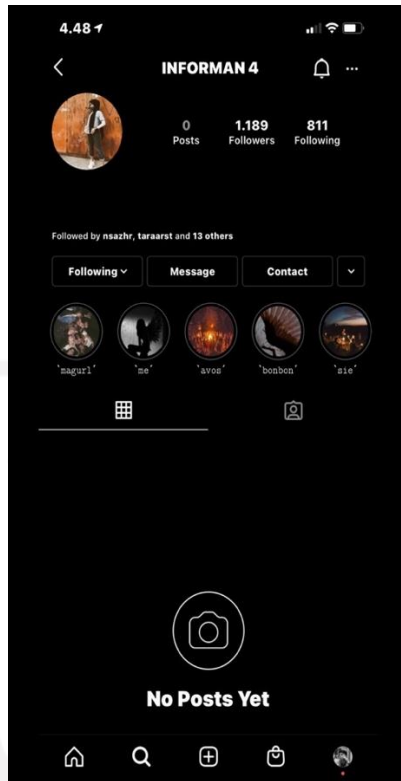 4.48
INFORMAN 4
0 1.189 811
Posts Followers Following
Followed by nsazhr, taraarst and 13 others
Following Message Contact
`magurl´ `me´ `avos´ `bonbon´ `sie´
No Posts Yet